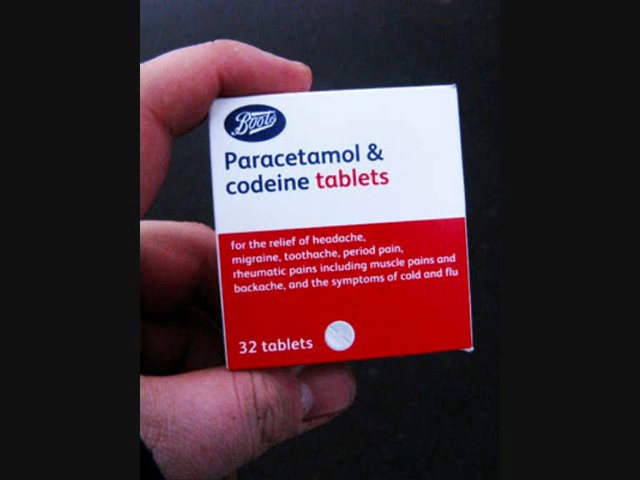 Boots
Paracetamol &
codeine tablets
for the relief of headache,
migraine, toothache, period pain,
rheumatic pains including muscle pains and
backache, and the symptoms of cold and flu
32 tablets